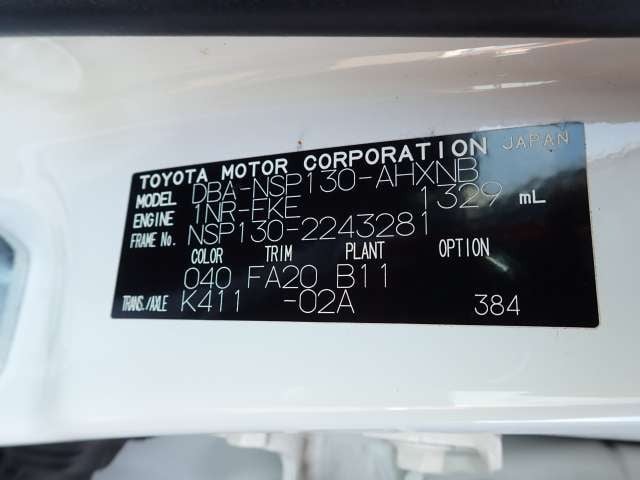 TOYOTA MOTOR CORPORATION JAPAN
MODEL DBA-NSP130-AHXNB
ENGINE 1NR-FKE 1329 mL
FRAME No. NSP130-2243281
COLOR TRIM PLANT OPTION
040 FA20 B11
TRANS./AXLE K411 -02A 384